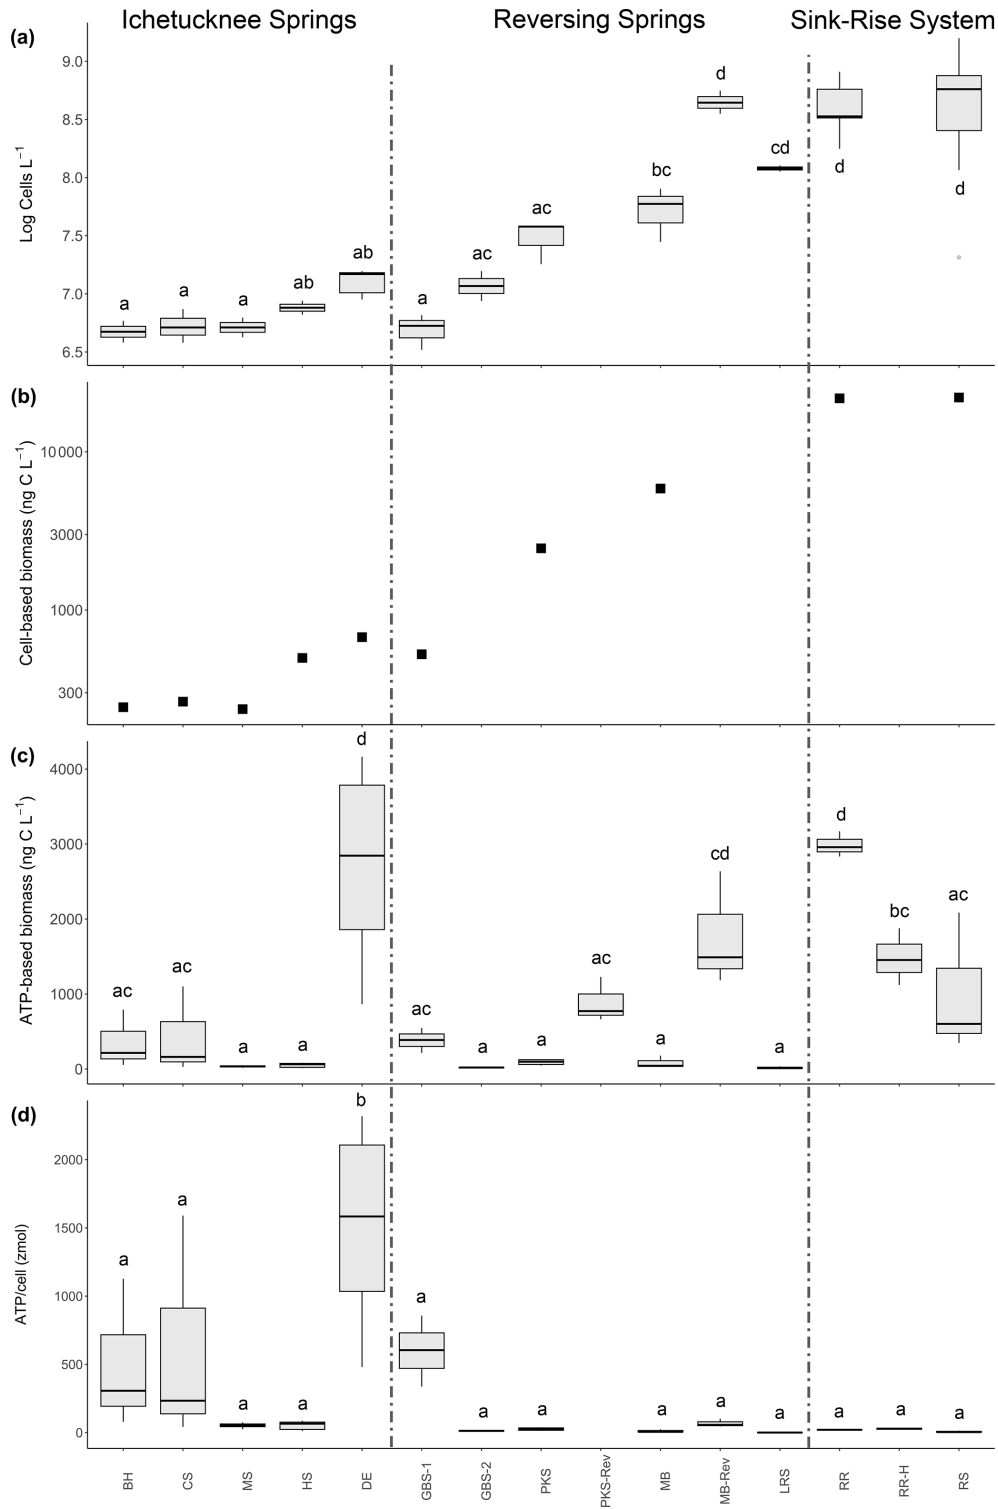 Ichetucknee Springs Reversing Springs Sink-Rise System
(a)
Log Cells L⁻¹
9.0
8.5
8.0
7.5
7.0
6.5
a a a ab ab a ac ac bc d cd d d
(b)
Cell-based biomass (ng C L⁻¹)
10 000
3000
1000
300
(c)
ATP-based biomass (ng C L⁻¹)
4000
3000
2000
1000
0
ac ac a a d ac a a ac a cd a d bc ac
(d)
ATP/cell (zmol)
2000
1500
1000
500
0
a a a a b a a a a a a a a a
BH CS MS HS DE GBS-1 GBS-2 PKS PKS-Rev MB MB-Rev LRS RR RR-H RS